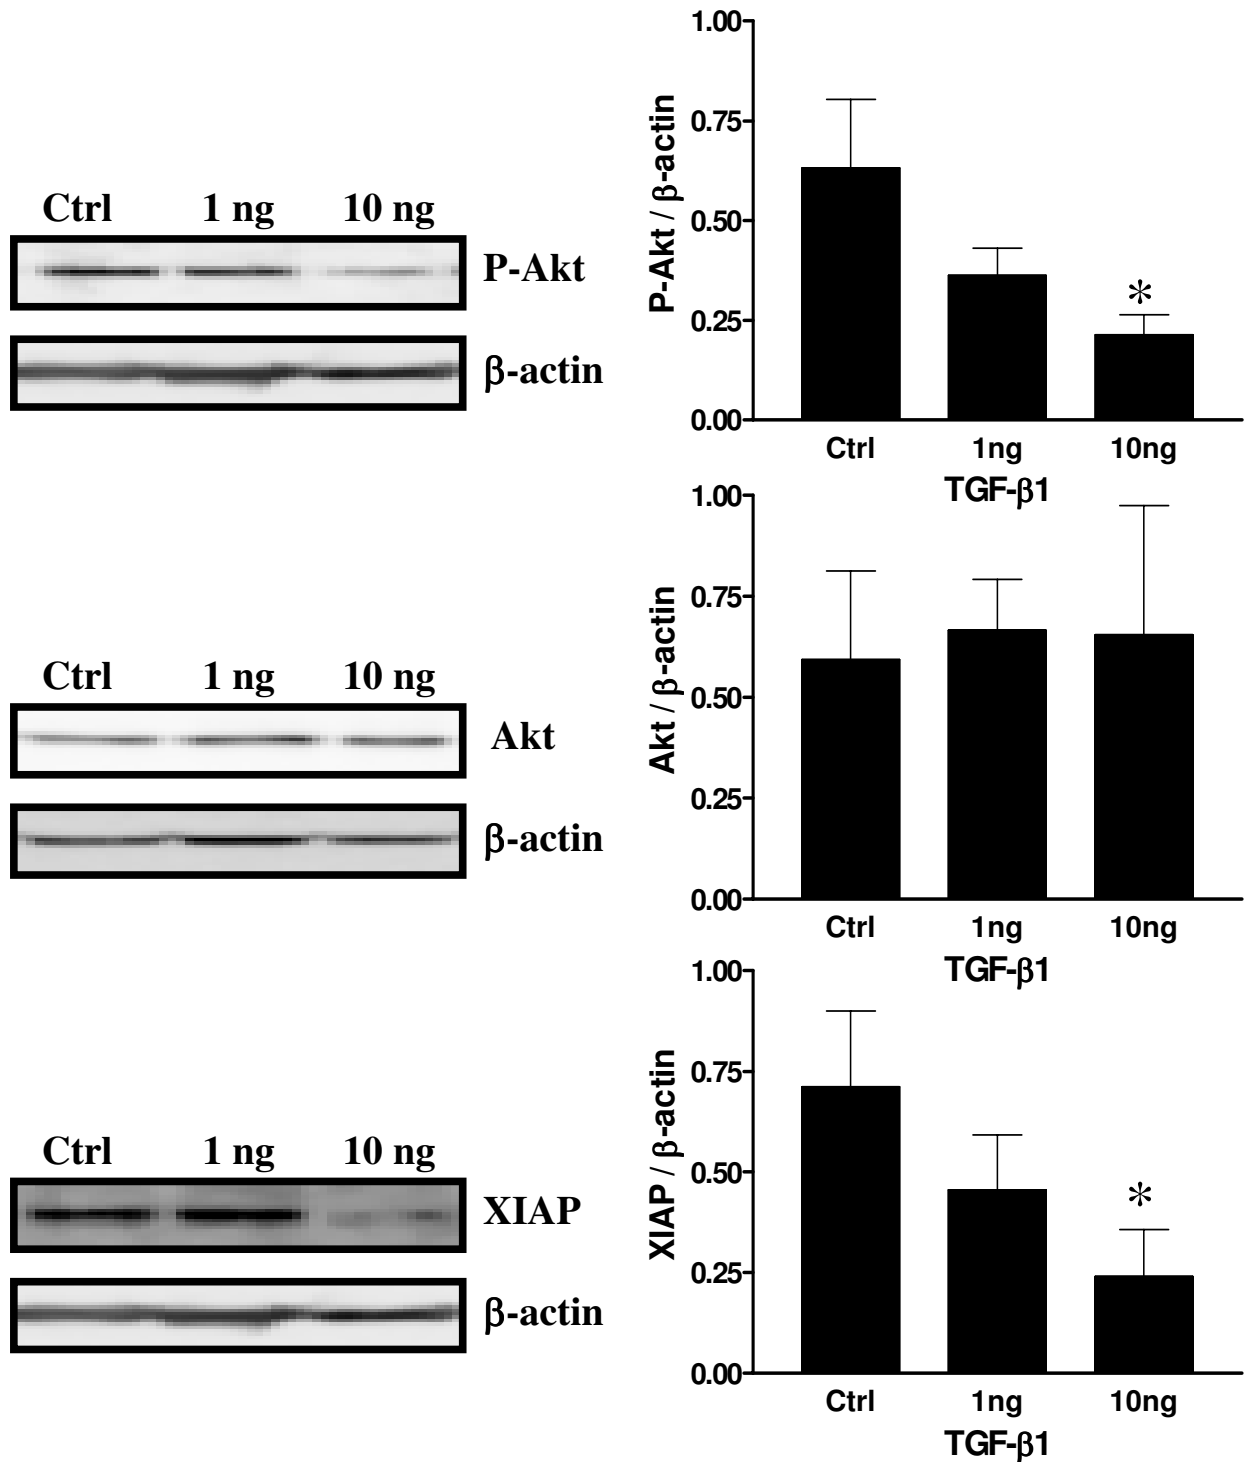 Ctrl 1 ng 10 ng
P-Akt
β-actin
P-Akt / β-actin
1.00
0.75
0.50
0.25
0.00
*
Ctrl 1ng 10ng
TGF-β1
Ctrl 1 ng 10 ng
Akt
β-actin
Akt / β-actin
1.00
0.75
0.50
0.25
0.00
Ctrl 1ng 10ng
TGF-β1
Ctrl 1 ng 10 ng
XIAP
β-actin
XIAP / β-actin
1.00
0.75
0.50
0.25
0.00
*
Ctrl 1ng 10ng
TGF-β1